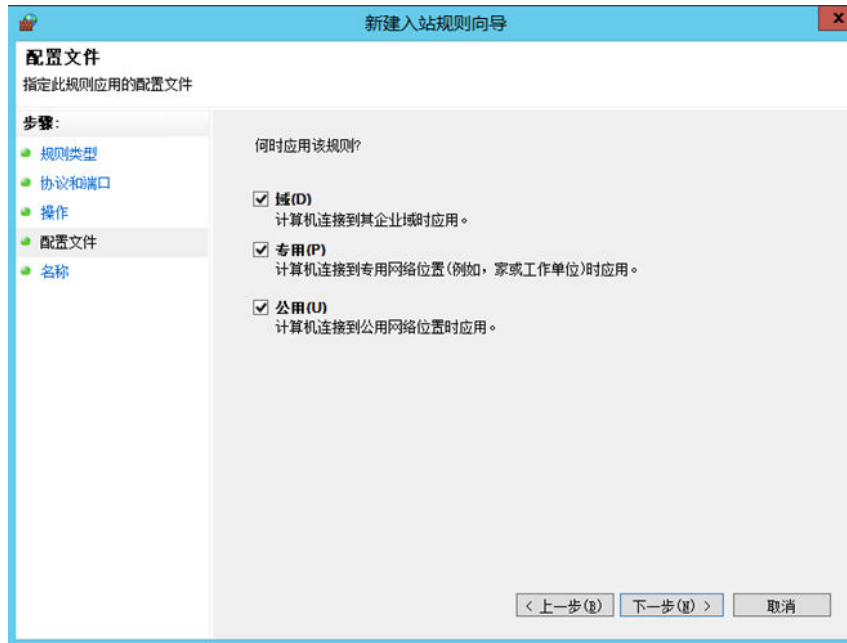 新建入站规则向导
x
配置文件
指定此规则应用的配置文件
步骤:
规则类型
协议和端口
操作
配置文件
名称
何时应用该规则?
域(D)
计算机连接到其企业域时应用。
专用(P)
计算机连接到专用网络位置(例如，家或工作单位)时应用。
公用(U)
计算机连接到公用网络位置时应用。
< 上一步(B) 下一步(N) > 取消